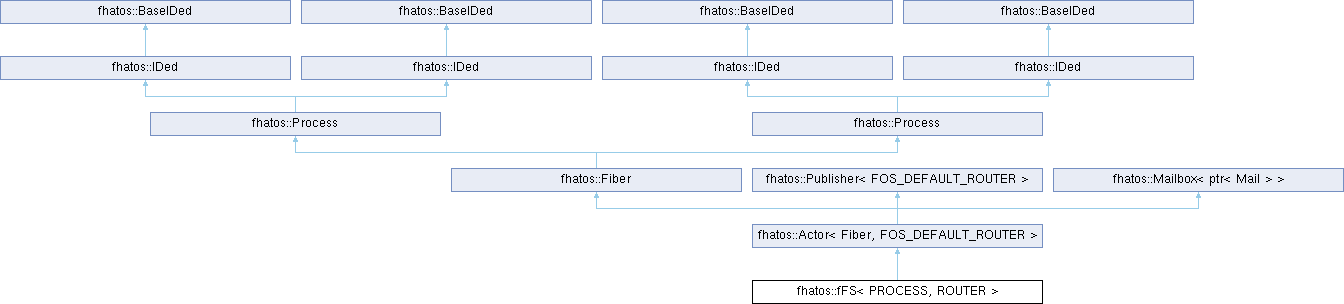 fhatos::BaseIDed
fhatos::BaseIDed
fhatos::BaseIDed
fhatos::BaseIDed
fhatos::IDed
fhatos::IDed
fhatos::IDed
fhatos::IDed
fhatos::Process
fhatos::Process
fhatos::Fiber
fhatos::Publisher< FOS_DEFAULT_ROUTER >
fhatos::Mailbox< ptr< Mail > >
fhatos::Actor< Fiber, FOS_DEFAULT_ROUTER >
fhatos::fFS< PROCESS, ROUTER >